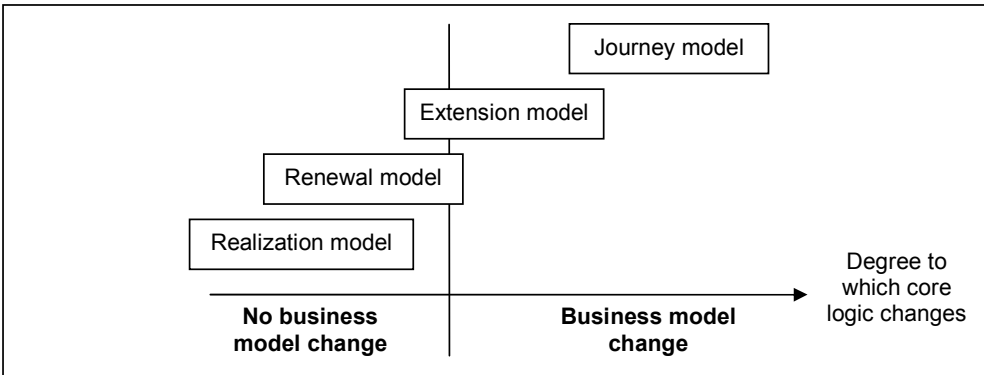 Journey model
Extension model
Renewal model
Realization model
Degree to
which core
logic changes
No business
model change
Business model
change